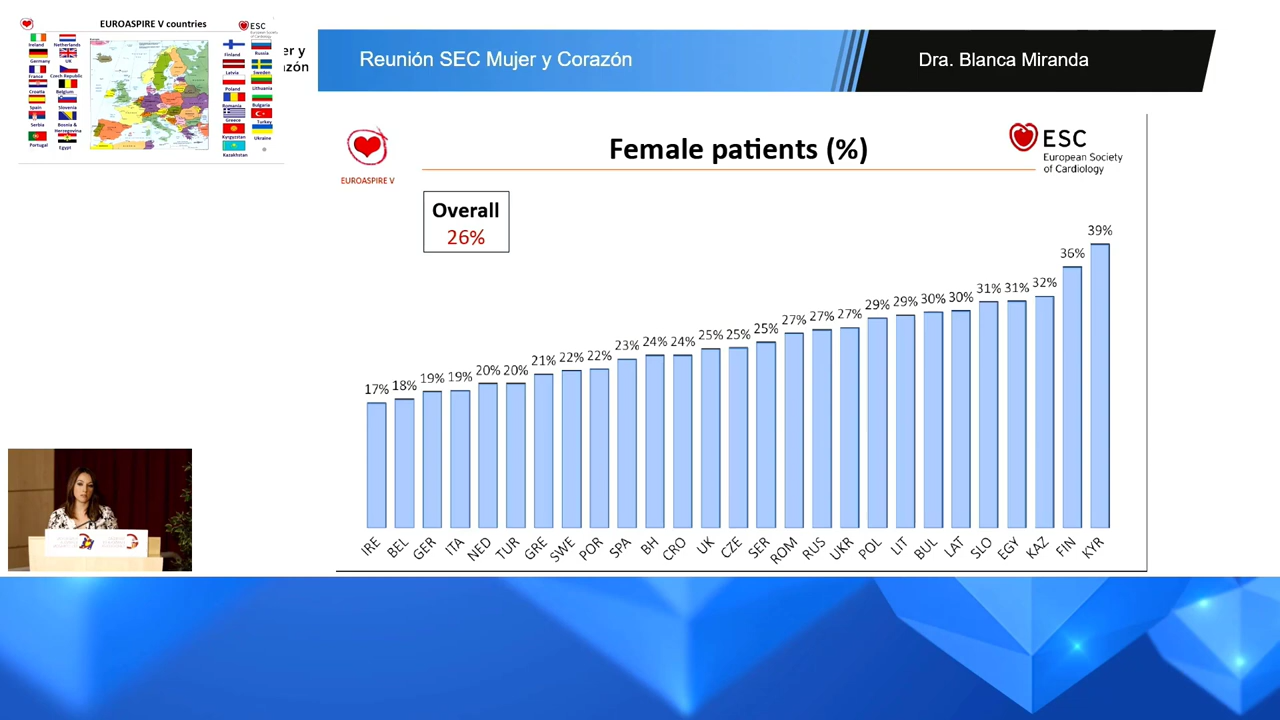 EUROASPIRE V countries
ESC
Ireland
Netherlands
Germany
UK
France
Czech Republic
Croatia
Belgium
Spain
Slovenia
Serbia
Bosnia &
Herzegovina
Portugal
Egypt
Finland
Russia
Latvia
Sweden
Poland
Lithuania
Romania
Bulgaria
Greece
Turkey
Kyrgyzstan
Ukraine
Kazakhstan
er y
azón
Reunión SEC Mujer y Corazón
Dra. Blanca Miranda
EUROASPIRE V
Female patients (%)
ESC
European Society
of Cardiology
Overall
26%
17% 18% 19% 19% 20% 20% 21% 22% 22% 23% 24% 24% 25% 25% 25% 27% 27% 27% 29% 29% 30% 30% 31% 31% 32% 36% 39%
IRE BEL GER ITA NED TUR GRE SWE POR SPA BH CRO UK CZE SER ROM RUS UKR POL LIT BUL LAT SLO EGY KAZ FIN KYR